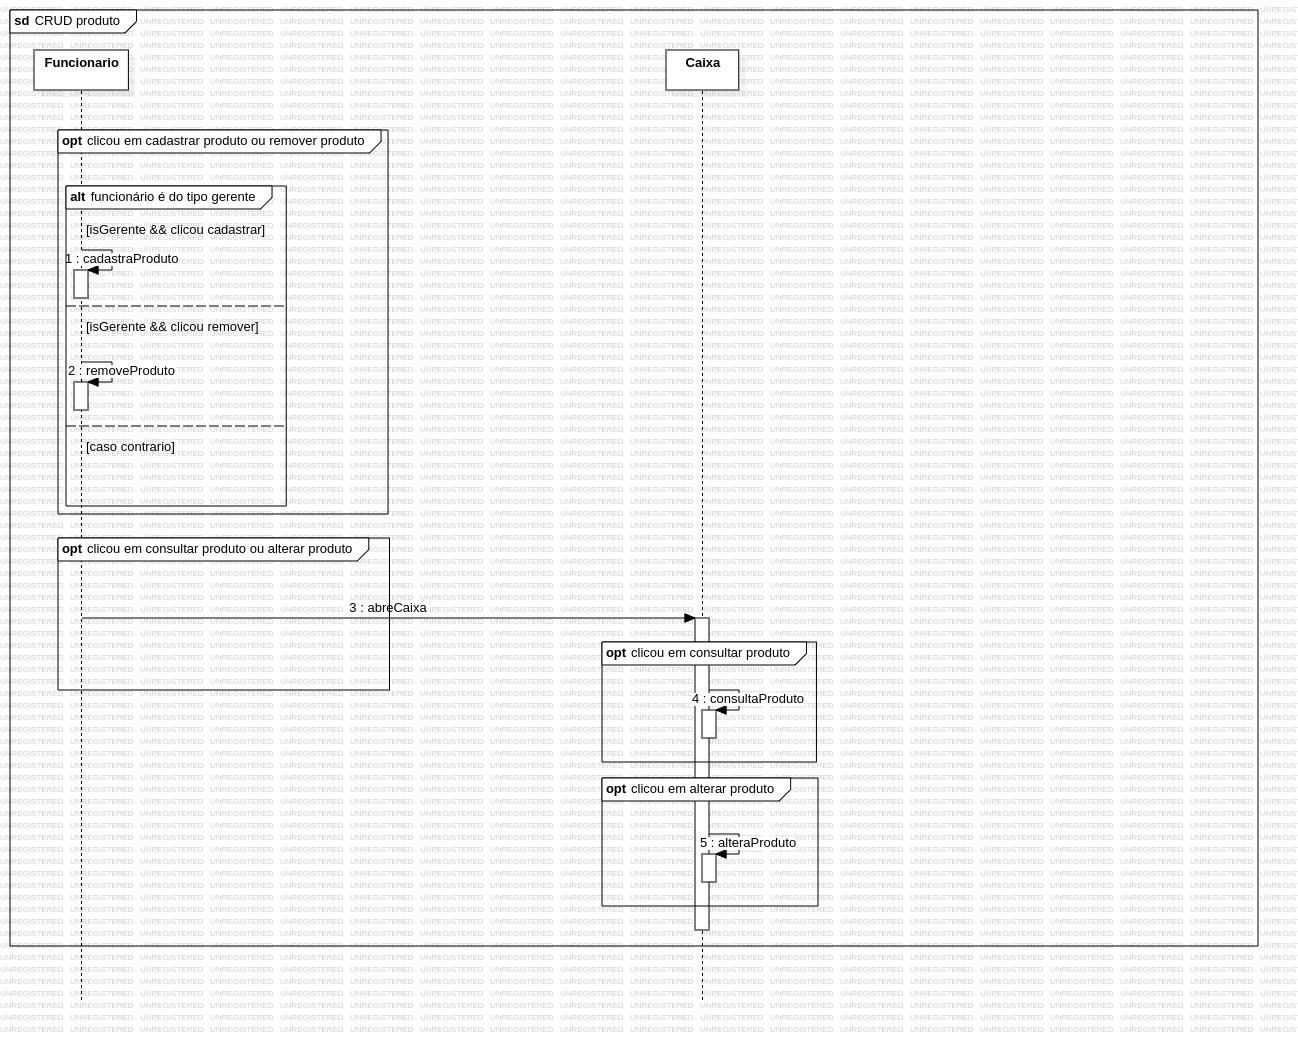 sd CRUD produto
Funcionario
Caixa
opt clicou em cadastrar produto ou remover produto
alt funcionário é do tipo gerente
[isGerente && clicou cadastrar]
1 : cadastraProduto
[isGerente && clicou remover]
2 : removeProduto
[caso contrario]
opt clicou em consultar produto ou alterar produto
3 : abreCaixa
opt clicou em consultar produto
4 : consultaProduto
opt clicou em alterar produto
5 : alteraProduto
UNREGISTERED